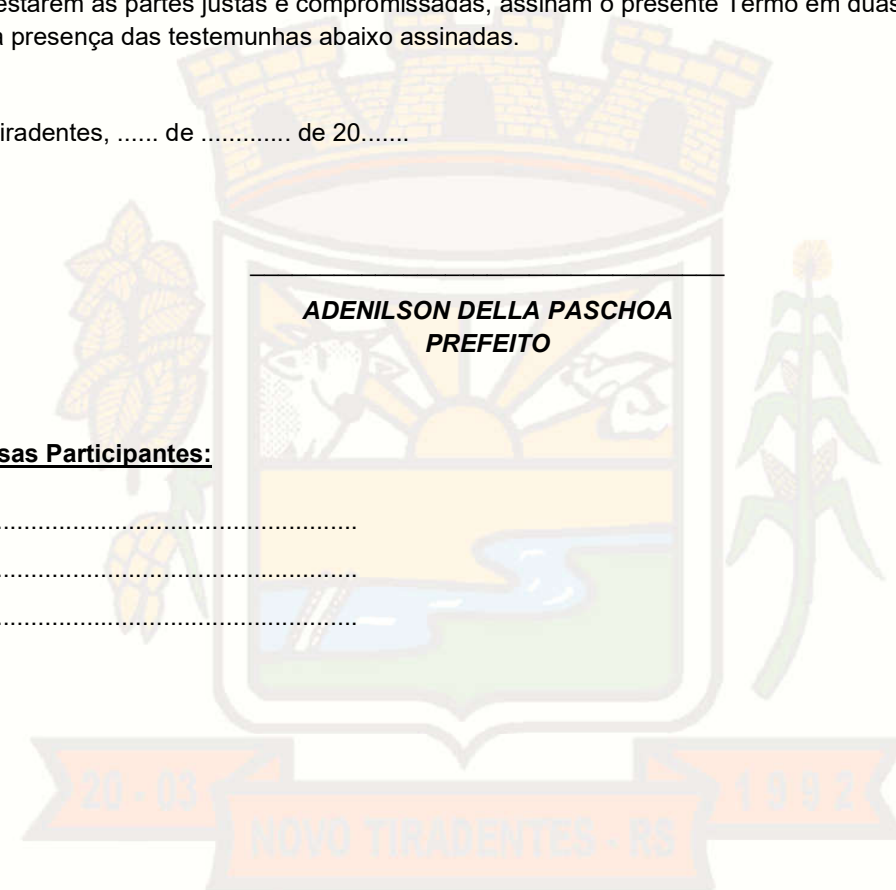 estarem as partes justas e compromissadas, assinam o presente Termo em duas
a presença das testemunhas abaixo assinadas.
iradentes, ...... de ............. de 20.......
ADENILSON DELLA PASCHOA
PREFEITO
sas Participantes:
....................................................
....................................................
....................................................
20 - 03
1992
NOVO TIRADENTES - RS